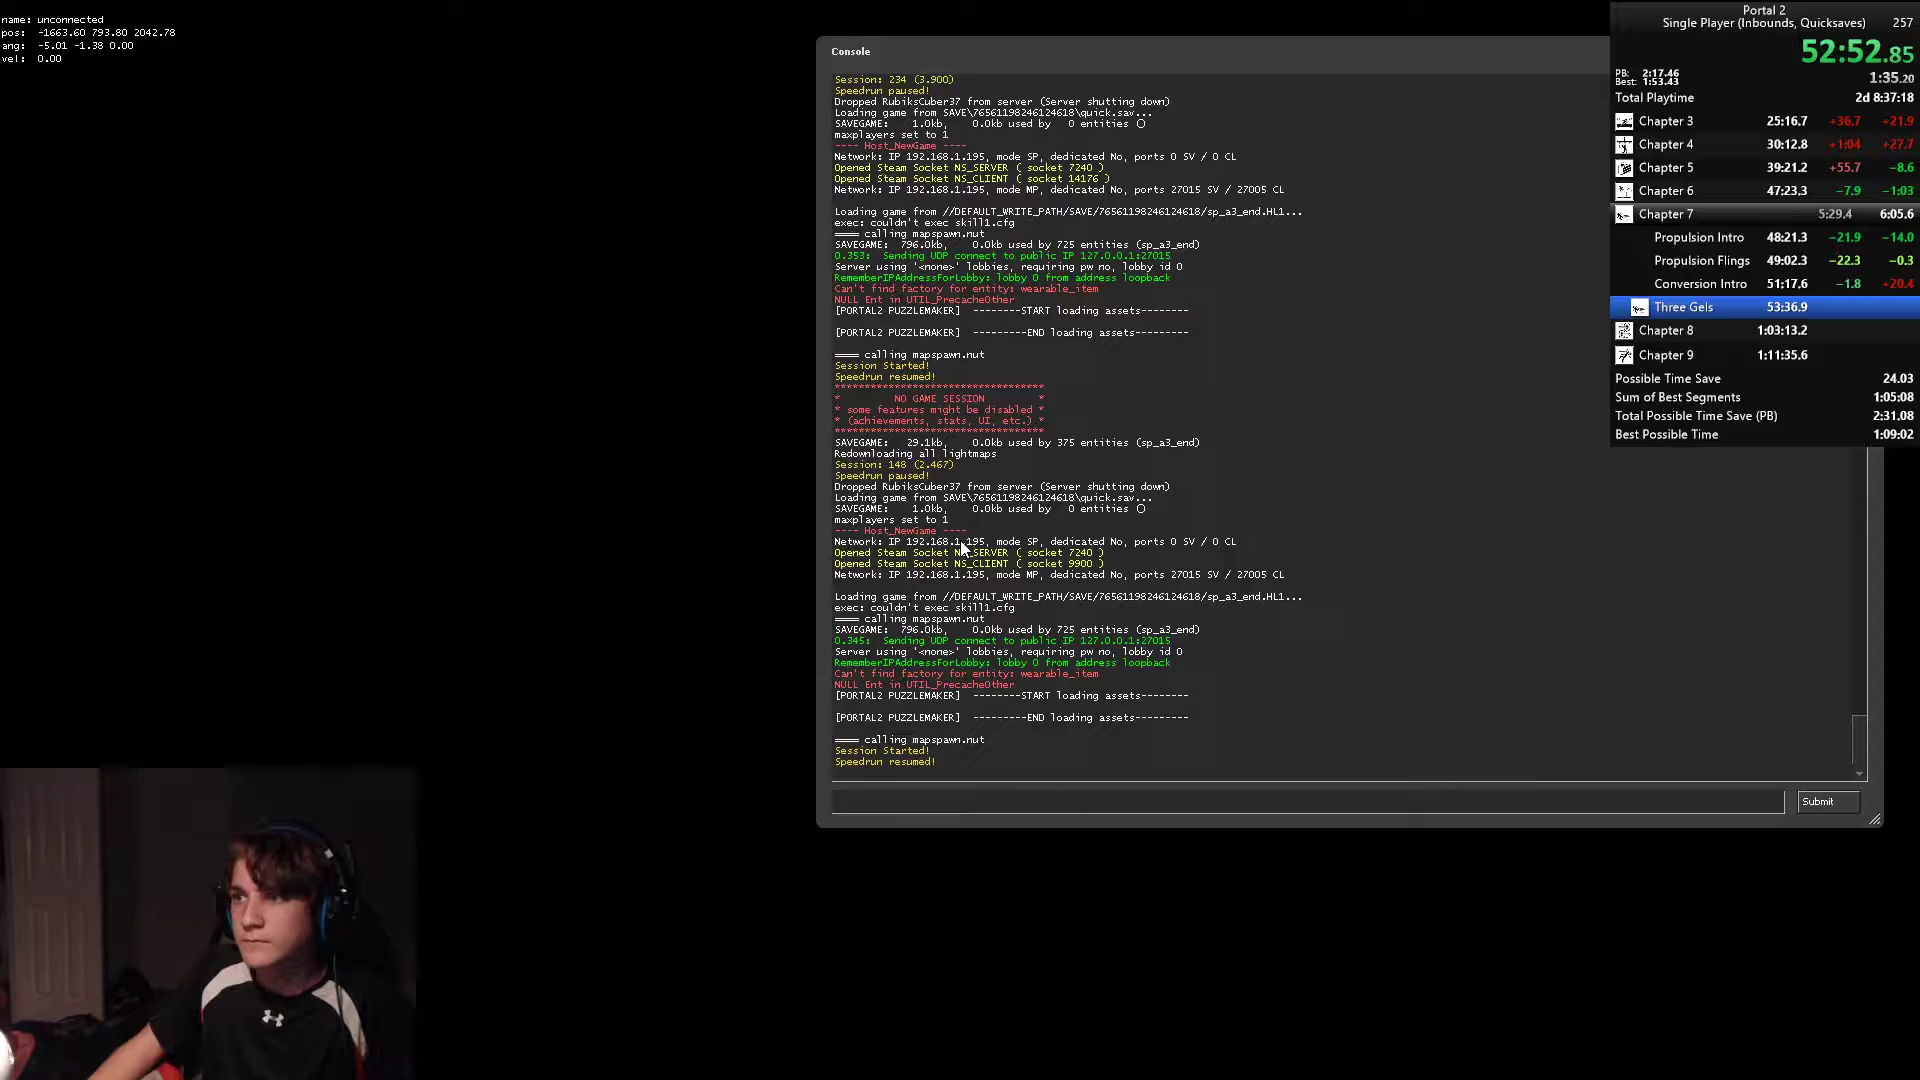 name: unconnected
pos: -1663.60 793.80 2042.78
ang: -5.01 -1.38 0.00
vel: 0.00
Console
Session: 234 (3.900)
Speedrun paused!
Dropped RubiksCuber37 from server (Server shutting down)
Loading game from SAVE\76561198246124618\quick.sav...
SAVEGAME: 1.0kb, 0.0kb used by 0 entities ()
maxplayers set to 1
---- Host_NewGame ----
Network: IP 192.168.1.195, mode SP, dedicated No, ports 0 SV / 0 CL
Opened Steam Socket NS_SERVER ( socket 7240 )
Opened Steam Socket NS_CLIENT ( socket 14176 )
Network: IP 192.168.1.195, mode MP, dedicated No, ports 27015 SV / 27005 CL
Loading game from //DEFAULT_WRITE_PATH/SAVE/76561198246124618/sp_a3_end.HL1...
exec: couldn't exec skill1.cfg
==== calling mapspawn.nut
SAVEGAME: 796.0kb, 0.0kb used by 725 entities (sp_a3_end)
0.353: Sending UDP connect to public IP 127.0.0.1:27015
Server using '<none>' lobbies, requiring pw no, lobby id 0
RememberIPAddressForLobby: lobby 0 from address loopback
Can't find factory for entity: wearable_item
NULL Ent in UTIL_PrecacheOther
[PORTAL2 PUZZLEMAKER] ---------START loading assets--------
[PORTAL2 PUZZLEMAKER] ---------END loading assets--------
==== calling mapspawn.nut
Session Started!
Speedrun resumed!
***********************************
* NO GAME SESSION *
* some features might be disabled *
* (achievements, stats, UI, etc.) *
***********************************
SAVEGAME: 29.1kb, 0.0kb used by 375 entities (sp_a3_end)
Redownloading all lightmaps
Session: 148 (2.467)
Speedrun paused!
Dropped RubiksCuber37 from server (Server shutting down)
Loading game from SAVE\76561198246124618\quick.sav...
SAVEGAME: 1.0kb, 0.0kb used by 0 entities ()
maxplayers set to 1
---- Host_NewGame ----
Network: IP 192.168.1.195, mode SP, dedicated No, ports 0 SV / 0 CL
Opened Steam Socket NS_SERVER ( socket 7240 )
Opened Steam Socket NS_CLIENT ( socket 9900 )
Network: IP 192.168.1.195, mode MP, dedicated No, ports 27015 SV / 27005 CL
Loading game from //DEFAULT_WRITE_PATH/SAVE/76561198246124618/sp_a3_end.HL1...
exec: couldn't exec skill1.cfg
==== calling mapspawn.nut
SAVEGAME: 796.0kb, 0.0kb used by 725 entities (sp_a3_end)
0.345: Sending UDP connect to public IP 127.0.0.1:27015
Server using '<none>' lobbies, requiring pw no, lobby id 0
RememberIPAddressForLobby: lobby 0 from address loopback
Can't find factory for entity: wearable_item
NULL Ent in UTIL_PrecacheOther
[PORTAL2 PUZZLEMAKER] ---------START loading assets--------
[PORTAL2 PUZZLEMAKER] ---------END loading assets--------
==== calling mapspawn.nut
Session Started!
Speedrun resumed!
Submit
Portal 2
Single Player (Inbounds, Quicksaves) 257
52:52.85
PB: 2:17.46
Best: 1:53.43
1:35.20
Total Playtime 2d 8:37:18
Chapter 3 25:16.7 +36.7 +21.9
Chapter 4 30:12.8 +1:04 +27.7
Chapter 5 39:21.2 +55.7 −8.6
Chapter 6 47:23.3 −7.9 −1:03
Chapter 7 5:29.4 6:05.6
Propulsion Intro 48:21.3 −21.9 −14.0
Propulsion Flings 49:02.3 −22.3 −0.3
Conversion Intro 51:17.6 −1.8 +20.4
Three Gels 53:36.9
Chapter 8 1:03:13.2
Chapter 9 1:11:35.6
Possible Time Save 24.03
Sum of Best Segments 1:05:08
Total Possible Time Save (PB) 2:31.08
Best Possible Time 1:09:02